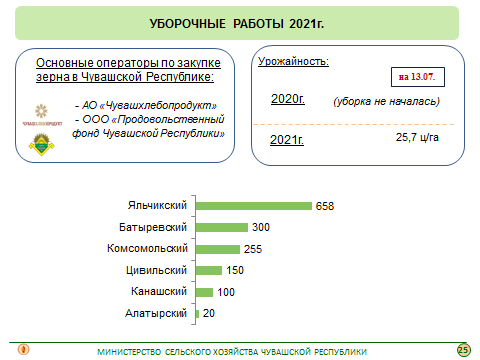 УБОРОЧНЫЕ РАБОТЫ 2021г.
Основные операторы по закупке
зерна в Чувашской Республике:
- АО «Чувашхлебопродукт»
- ООО «Продовольственный
фонд Чувашской Республики»
Урожайность:
на 13.07.
2020г. (уборка не началась)
2021г. 25,7 ц/га
Яльчикский 658
Батыревский 300
Комсомольский 255
Цивильский 150
Канашский 100
Алатырский 20
МИНИСТЕРСТВО СЕЛЬСКОГО ХОЗЯЙСТВА ЧУВАШСКОЙ РЕСПУБЛИКИ
25